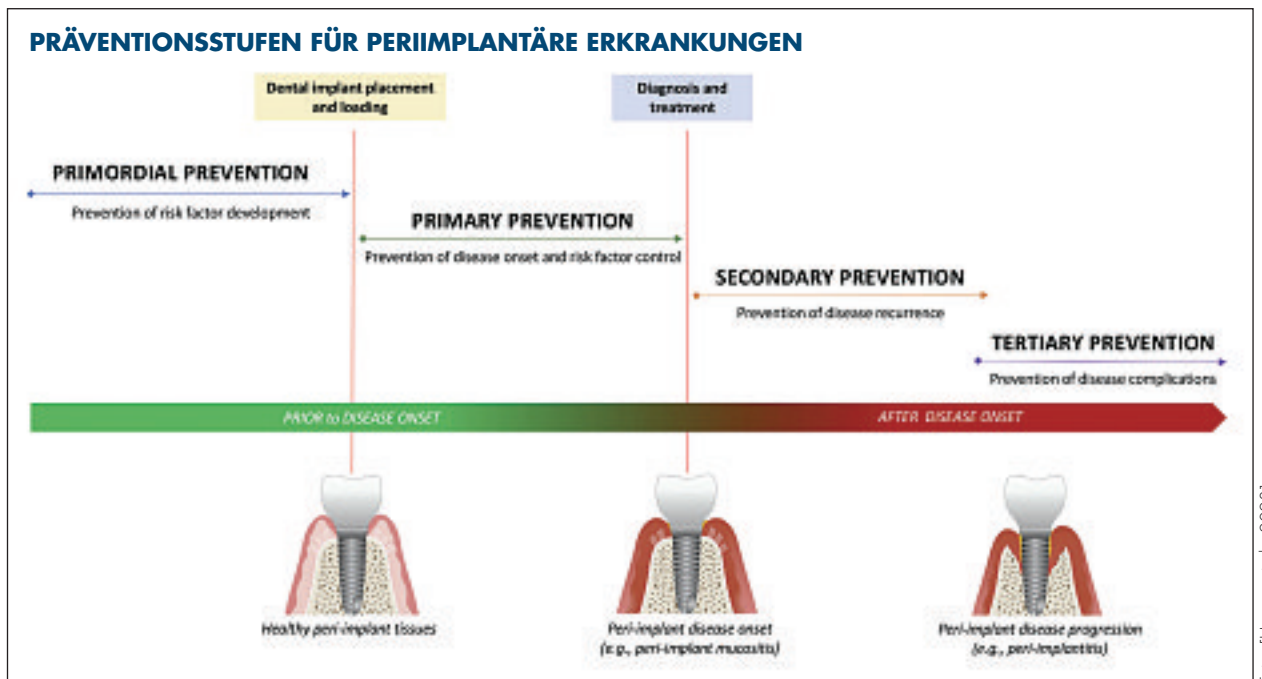 PRÄVENTIONSSTUFEN FÜR PERIIMPLANTÄRE ERKRANKUNGEN
Dental implant placement
and loading
Diagnosis and
treatment
PRIMORDIAL PREVENTION
Prevention of risk factor development
PRIMARY PREVENTION
Prevention of disease onset and risk factor control
SECONDARY PREVENTION
Prevention of disease recurrence
TERTIARY PREVENTION
Prevention of disease complications
PRIOR to DISEASE ONSET
AFTER DISEASE ONSET
Healthy peri-implant tissues
Peri-implant disease onset
(e.g., peri-implant mucositis)
Peri-implant disease progression
(e.g., peri-implantitis)